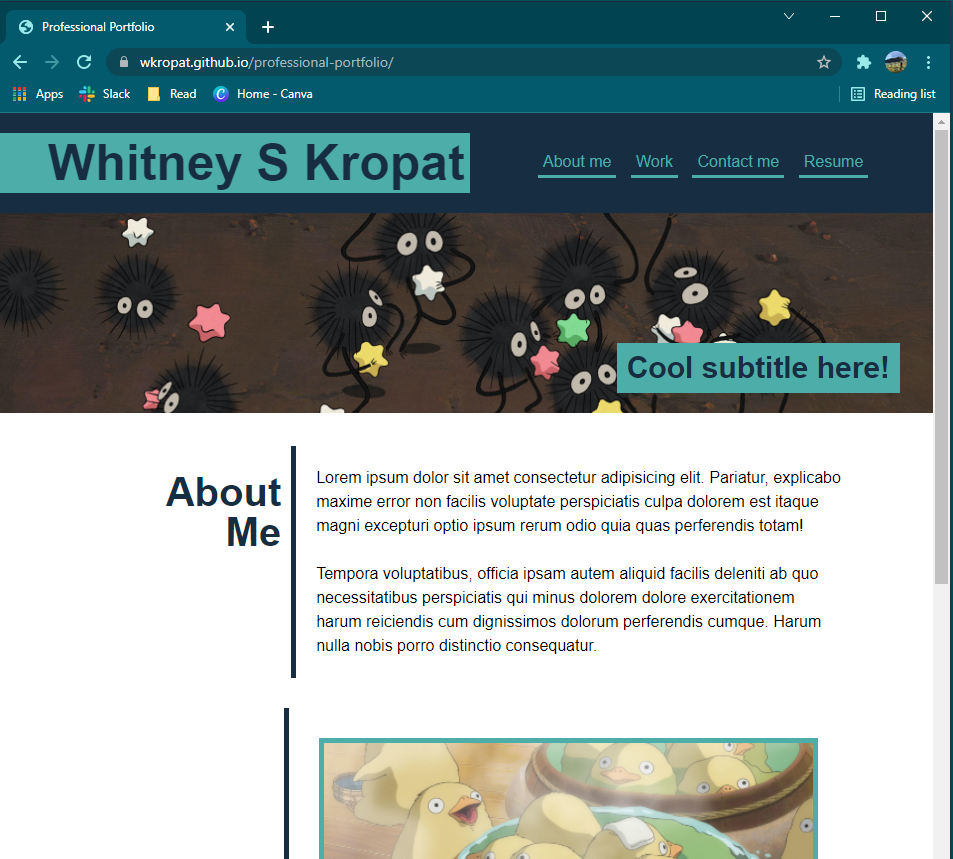 Professional Portfolio
wkropat.github.io/professional-portfolio/
Apps Slack Read Home - Canva Reading list
Whitney S Kropat
About me Work Contact me Resume
Cool subtitle here!
About
Me
Lorem ipsum dolor sit amet consectetur adipisicing elit. Pariatur, explicabo
maxime error non facilis voluptate perspiciatis culpa dolorem est itaque
magni excepturi optio ipsum rerum odio quia quas perferendis totam!
Tempora voluptatibus, officia ipsam autem aliquid facilis deleniti ab quo
necessitatibus perspiciatis qui minus dolorem dolore exercitationem
harum reiciendis cum dignissimos dolorum perferendis cumque. Harum
nulla nobis porro distinctio consequatur.